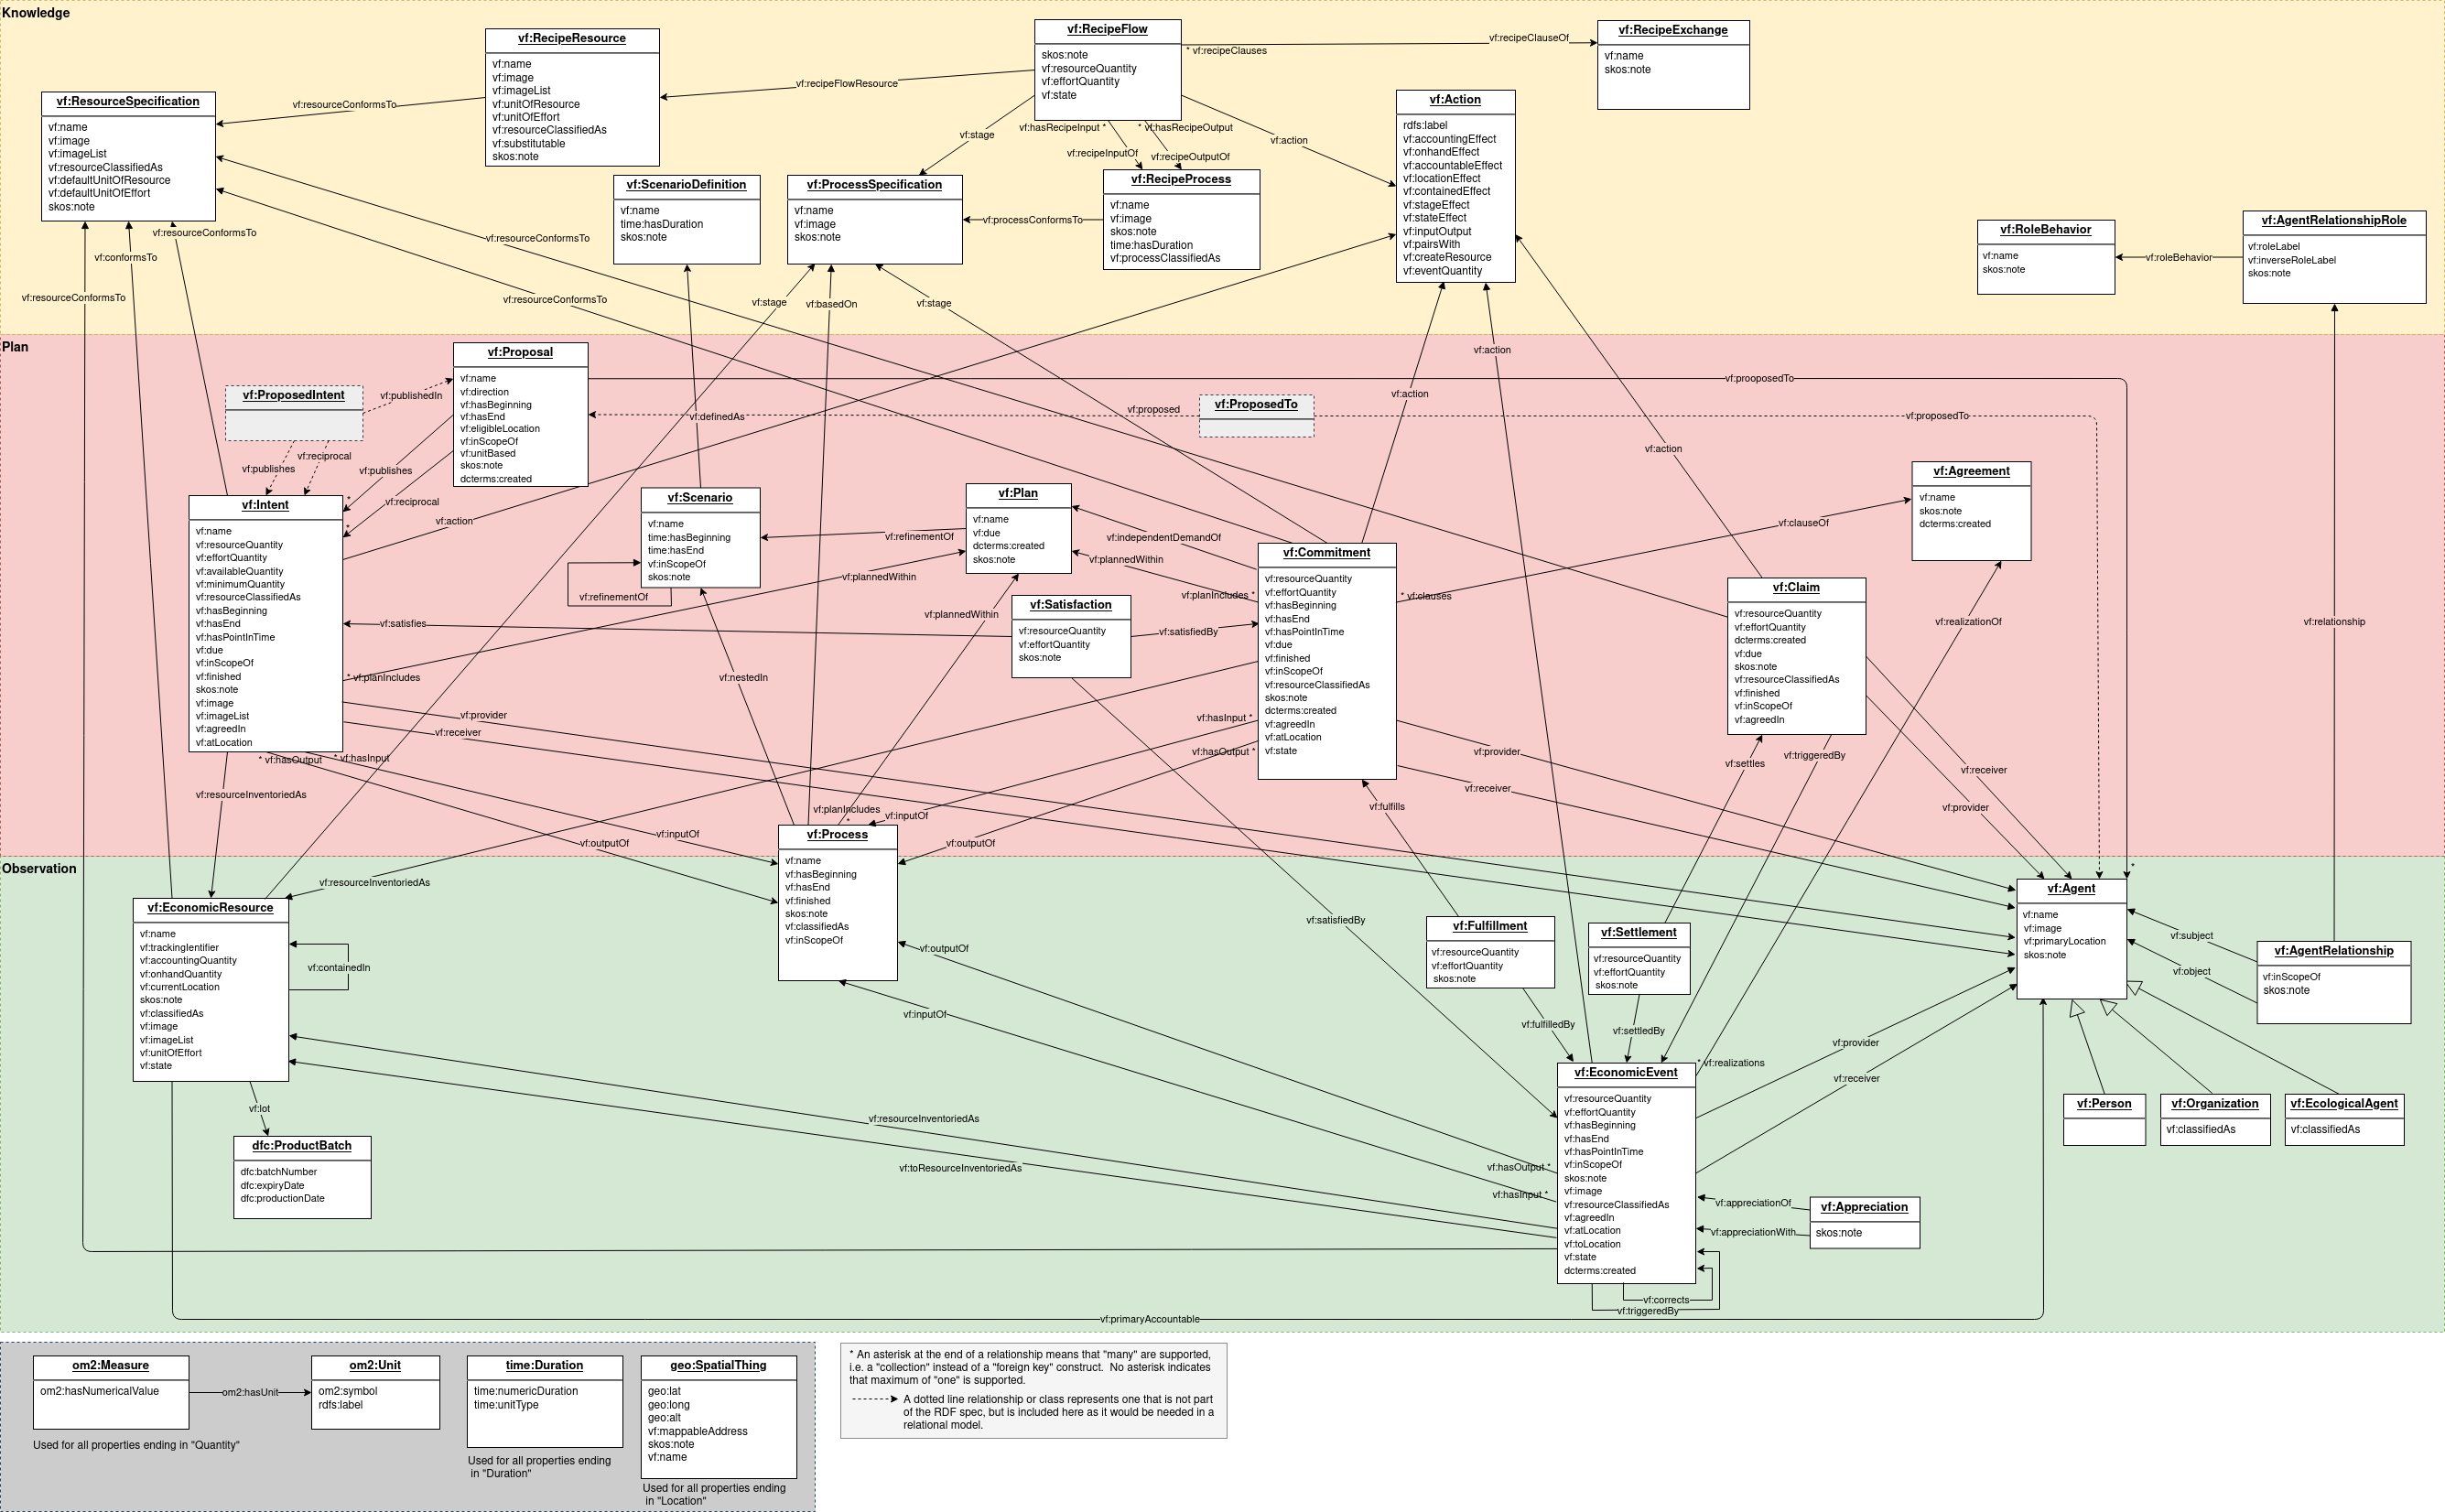 Knowledge
vf:RecipeResource
vf:name
vf:image
vf:imageList
vf:unitOfResource
vf:unitOfEffort
vf:resourceClassifiedAs
vf:substitutable
skos:note
vf:RecipeFlow
skos:note
vf:resourceQuantity
vf:effortQuantity
vf:state
* vf:recipeClauses
vf:recipeClauseOf
vf:RecipeExchange
vf:name
skos:note
vf:recipeFlowResource
vf:resourceConformsTo
vf:ResourceSpecification
vf:name
vf:image
vf:imageList
vf:resourceClassifiedAs
vf:defaultUnitOfResource
vf:defaultUnitOfEffort
skos:note
vf:Action
rdfs:label
vf:accountingEffect
vf:onhandEffect
vf:accountableEffect
vf:locationEffect
vf:containedEffect
vf:stageEffect
vf:stateEffect
vf:inputOutput
vf:pairsWith
vf:createResource
vf:eventQuantity
vf:stage
vf:hasRecipeInput *
* vf:hasRecipeOutput
vf:action
vf:recipeInputOf
vf:recipeOutputOf
vf:ScenarioDefinition
vf:name
time:hasDuration
skos:note
vf:ProcessSpecification
vf:name
vf:image
skos:note
vf:processConformsTo
vf:RecipeProcess
vf:name
vf:image
skos:note
time:hasDuration
vf:processClassifiedAs
vf:RoleBehavior
vf:name
skos:note
vf:roleBehavior
vf:AgentRelationshipRole
vf:roleLabel
vf:inverseRoleLabel
skos:note
vf:resourceConformsTo
vf:conformsTo
vf:resourceConformsTo
vf:resourceConformsTo
vf:resourceConformsTo
vf:stage
vf:basedOn
vf:stage
Plan
vf:Proposal
vf:name
vf:direction
vf:hasBeginning
vf:hasEnd
vf:eligibleLocation
vf:inScopeOf
vf:unitBased
skos:note
dcterms:created
vf:ProposedIntent
vf:publishedIn
vf:publishes
vf:reciprocal
vf:publishes
vf:reciprocal
*
*
vf:action
vf:prooposedTo
vf:definedAs
vf:proposed
vf:ProposedTo
vf:proposedTo
vf:action
vf:action
vf:action
vf:Intent
vf:name
vf:resourceQuantity
vf:effortQuantity
vf:availableQuantity
vf:minimumQuantity
vf:resourceClassifiedAs
vf:hasBeginning
vf:hasEnd
vf:hasPointInTime
vf:due
vf:inScopeOf
vf:finished
skos:note
vf:image
vf:imageList
vf:agreedIn
vf:atLocation
vf:Scenario
vf:name
time:hasBeginning
time:hasEnd
vf:inScopeOf
skos:note
vf:refinementOf
vf:refinementOf
vf:Plan
vf:name
vf:due
dcterms:created
skos:note
vf:independentDemandOf
vf:plannedWithin
vf:planIncludes *
vf:plannedWithin
vf:plannedWithin
vf:Commitment
vf:resourceQuantity
vf:effortQuantity
vf:hasBeginning
vf:hasEnd
vf:hasPointInTime
vf:due
vf:finished
vf:inScopeOf
vf:resourceClassifiedAs
skos:note
dcterms:created
vf:agreedIn
vf:atLocation
vf:state
* vf:clauses
vf:clauseOf
vf:Agreement
vf:name
skos:note
dcterms:created
vf:Claim
vf:resourceQuantity
vf:effortQuantity
dcterms:created
vf:due
skos:note
vf:resourceClassifiedAs
vf:finished
vf:inScopeOf
vf:agreedIn
vf:realizationOf
vf:relationship
vf:Satisfaction
vf:resourceQuantity
vf:effortQuantity
skos:note
vf:satisfies
vf:satisfiedBy
vf:nestedIn
* vf:planIncludes
vf:provider
vf:receiver
* vf:hasOutput
* vf:hasInput
vf:resourceInventoriedAs
vf:hasInput *
vf:hasOutput *
vf:provider
vf:receiver
vf:settles
vf:triggeredBy
vf:receiver
vf:provider
vf:fulfills
vf:planIncludes
*
vf:inputOf
vf:inputOf
vf:outputOf
vf:outputOf
vf:Process
vf:name
vf:hasBeginning
vf:hasEnd
vf:finished
skos:note
vf:classifiedAs
vf:inScopeOf
Observation
vf:resourceInventoriedAs
vf:EconomicResource
vf:name
vf:trackingIdentifier
vf:accountingQuantity
vf:onhandQuantity
vf:currentLocation
skos:note
vf:classifiedAs
vf:image
vf:imageList
vf:unitOfEffort
vf:state
vf:containedIn
vf:lot
dfc:ProductBatch
dfc:batchNumber
dfc:expiryDate
dfc:productionDate
vf:outputOf
vf:inputOf
vf:satisfiedBy
vf:Fulfillment
vf:resourceQuantity
vf:effortQuantity
skos:note
vf:fulfilledBy
vf:Settlement
vf:resourceQuantity
vf:effortQuantity
skos:note
vf:settledBy
*
vf:Agent
vf:name
vf:image
vf:primaryLocation
skos:note
vf:subject
vf:object
vf:AgentRelationship
vf:inScopeOf
skos:note
* vf:realizations
vf:provider
vf:receiver
vf:Person
vf:Organization
vf:classifiedAs
vf:EcologicalAgent
vf:classifiedAs
vf:EconomicEvent
vf:resourceQuantity
vf:effortQuantity
vf:hasBeginning
vf:hasEnd
vf:hasPointInTime
vf:inScopeOf
skos:note
vf:image
vf:resourceClassifiedAs
vf:agreedIn
vf:atLocation
vf:toLocation
vf:state
dcterms:created
vf:resourceInventoriedAs
vf:toResourceInventoriedAs
vf:hasOutput *
vf:hasInput *
vf:appreciationOf
vf:appreciationWith
vf:Appreciation
skos:note
vf:corrects
vf:triggeredBy
vf:primaryAccountable
om2:Measure
om2:hasNumericalValue
om2:hasUnit
om2:Unit
om2:symbol
rdfs:label
Used for all properties ending in "Quantity"
time:Duration
time:numericDuration
time:unitType
Used for all properties ending
in "Duration"
geo:SpatialThing
geo:lat
geo:long
geo:alt
vf:mappableAddress
skos:note
vf:name
Used for all properties ending
in "Location"
* An asterisk at the end of a relationship means that "many" are supported,
i.e. a "collection" instead of a "foreign key" construct. No asterisk indicates
that maximum of "one" is supported.
A dotted line relationship or class represents one that is not part
of the RDF spec, but is included here as it would be needed in a
relational model.